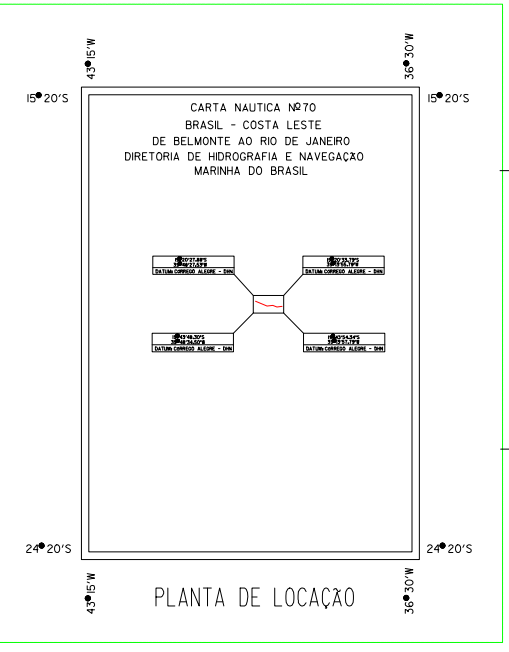 43°15'W
36°30'W
15°20'S
15°20'S
CARTA NAUTICA Nº70
BRASIL - COSTA LESTE
DE BELMONTE AO RIO DE JANEIRO
DIRETORIA DE HIDROGRAFIA E NAVEGAÇÃO
MARINHA DO BRASIL
DATUM: CORREGO ALEGRE - DHN
DATUM: CORREGO ALEGRE - DHN
DATUM: CORREGO ALEGRE - DHN
DATUM: CORREGO ALEGRE - DHN
24°20'S
24°20'S
43°15'W
36°30'W
PLANTA DE LOCAÇÃO